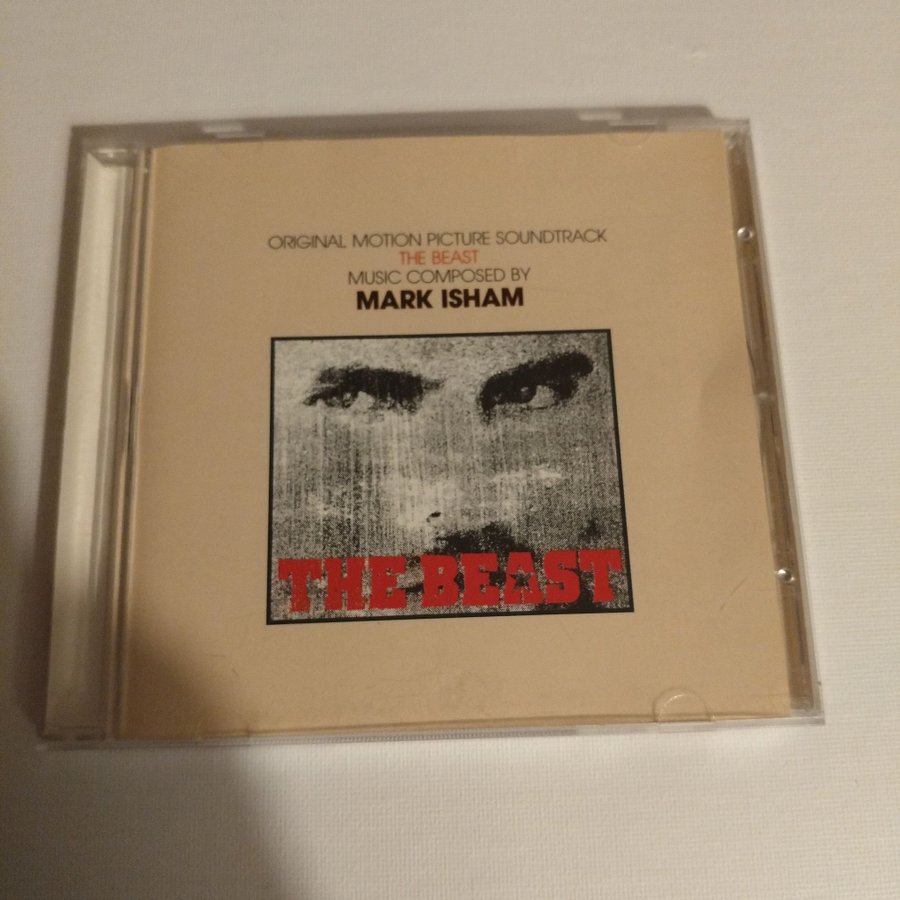 ORIGINAL MOTION PICTURE SOUNDTRACK
THE BEAST
MUSIC COMPOSED BY
MARK ISHAM
THE BEAST